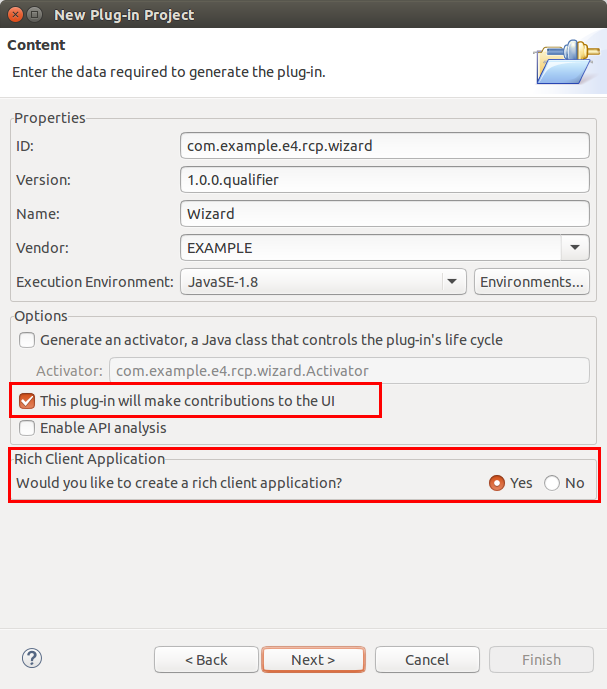 New Plug-in Project
Content
Enter the data required to generate the plug-in.
Properties
ID: com.example.e4.rcp.wizard
Version: 1.0.0.qualifier
Name: Wizard
Vendor: EXAMPLE
Execution Environment: JavaSE-1.8 Environments...
Options
Generate an activator, a Java class that controls the plug-in's life cycle
Activator: com.example.e4.rcp.wizard.Activator
This plug-in will make contributions to the UI
Enable API analysis
Rich Client Application
Would you like to create a rich client application? Yes No
? < Back Next > Cancel Finish